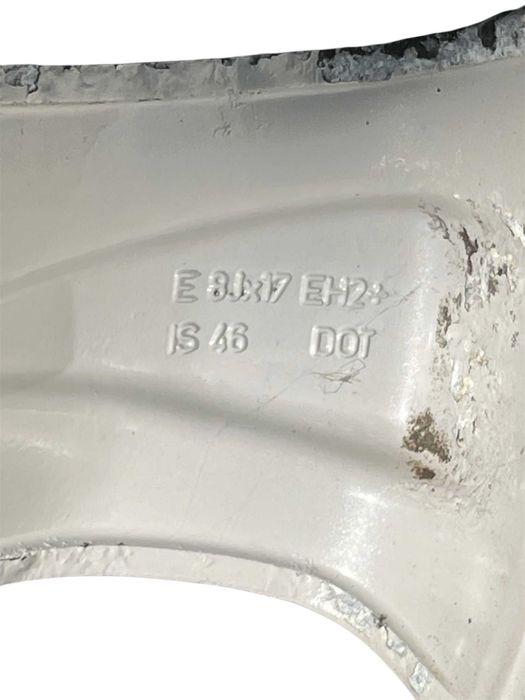 E 8Jx17 EH2+
IS 46 DOT